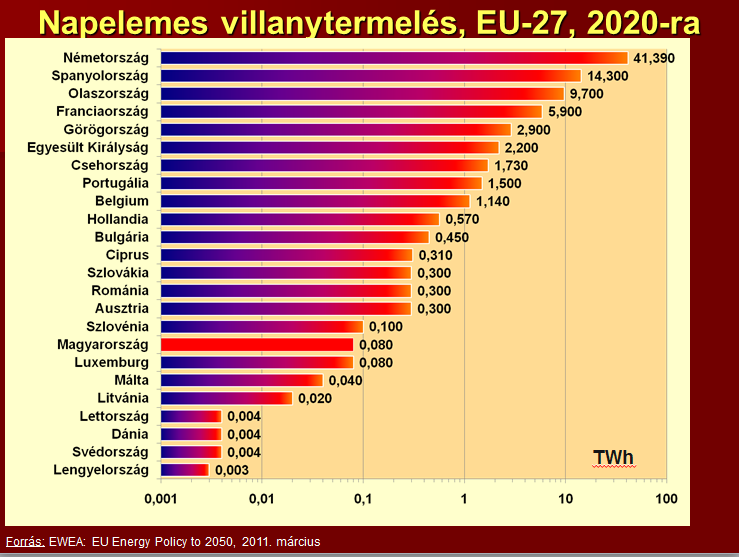 Napelemes villanytermelés, EU-27, 2020-ra
Németország 41,390
Spanyolország 14,300
Olaszország 9,700
Franciaország 5,900
Görögország 2,900
Egyesült Királyság 2,200
Csehország 1,730
Portugália 1,500
Belgium 1,140
Hollandia 0,570
Bulgária 0,450
Ciprus 0,310
Szlovákia 0,300
Románia 0,300
Ausztria 0,300
Szlovénia 0,100
Magyarország 0,080
Luxemburg 0,080
Málta 0,040
Litvánia 0,020
Lettország 0,004
Dánia 0,004
Svédország 0,004
Lengyelország 0,003
TWh
0,001 0,01 0,1 1 10 100
Forrás: EWEA: EU Energy Policy to 2050, 2011. március